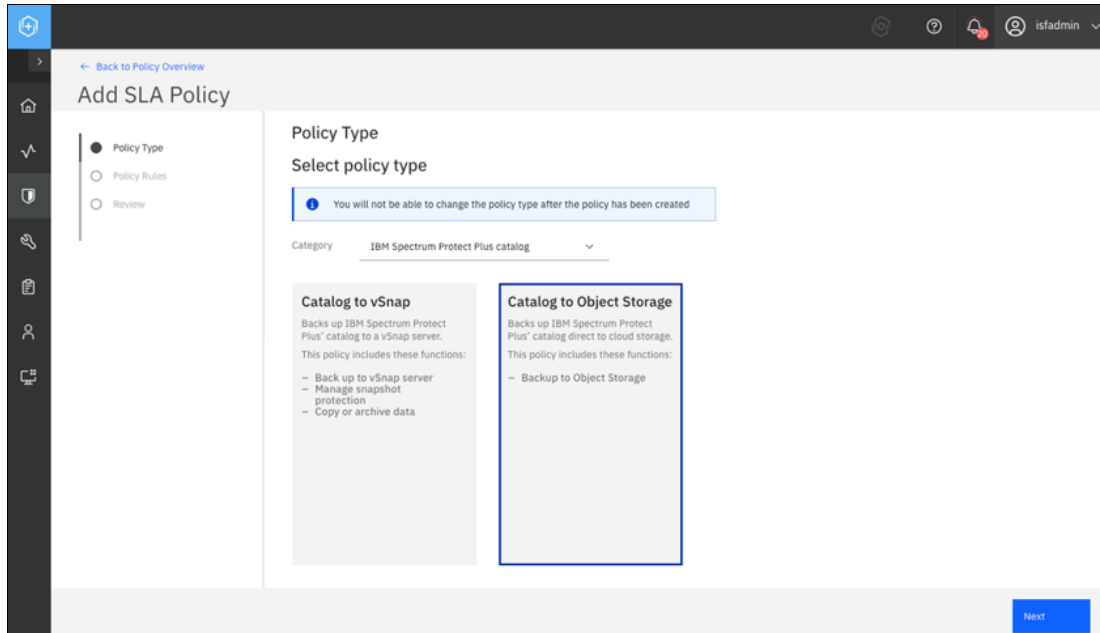 isfadmin
20
← Back to Policy Overview
Add SLA Policy
Policy Type
Policy Rules
Review
Policy Type
Select policy type
You will not be able to change the policy type after the policy has been created
Category
IBM Spectrum Protect Plus catalog
Catalog to vSnap
Backs up IBM Spectrum Protect
Plus' catalog to a vSnap server.
This policy includes these functions:
– Back up to vSnap server
– Manage snapshot
protection
– Copy or archive data
Catalog to Object Storage
Backs up IBM Spectrum Protect
Plus' catalog direct to cloud storage.
This policy includes these functions:
– Backup to Object Storage
Next